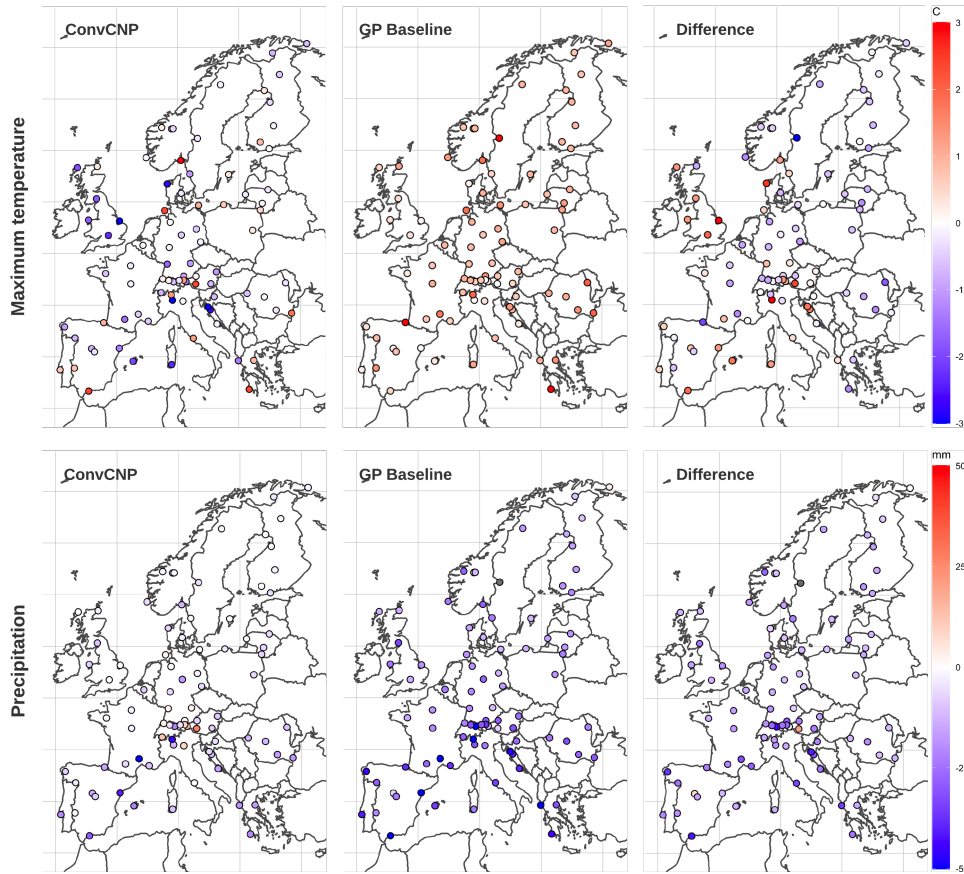 C
ConvCNP
GP Baseline
Difference
3
2
1
0
-1
-2
-3
Maximum temperature
mm
ConvCNP
GP Baseline
Difference
50
25
0
-2
-5
Precipitation